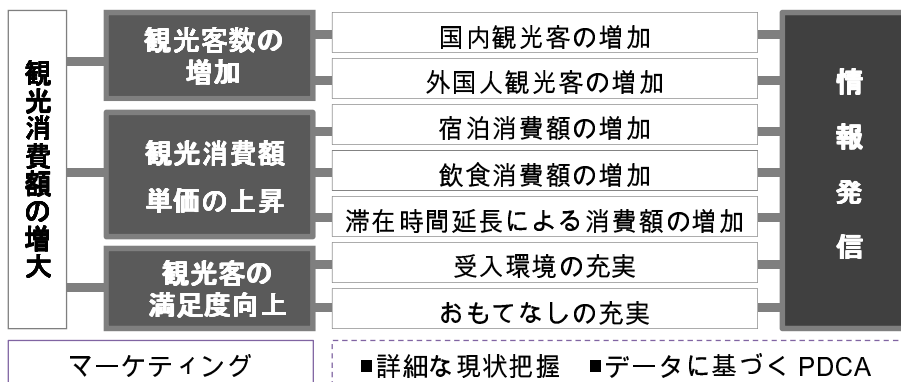 観光消費額の増大
観光客数の
増加
国内観光客の増加
外国人観光客の増加
観光消費額
単価の上昇
宿泊消費額の増加
飲食消費額の増加
滞在時間延長による消費額の増加
観光客の
満足度向上
受入環境の充実
おもてなしの充実
情報発信
マーケティング
■詳細な現状把握 ■データに基づくPDCA